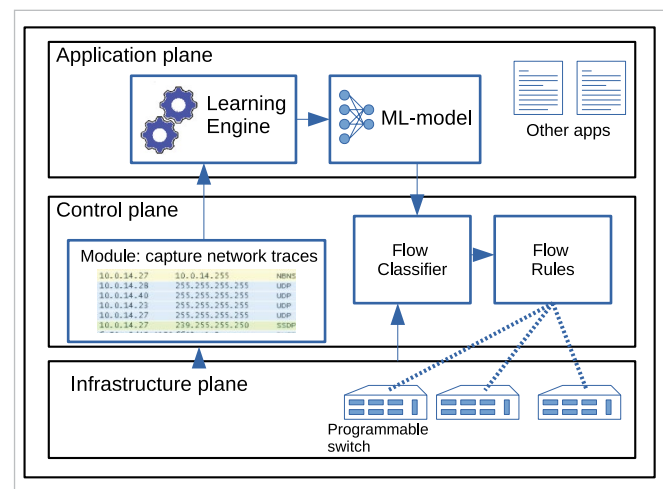 Application plane
Learning
Engine
ML-model
Other apps
Control plane
Module: capture network traces
10.0.14.27 10.0.14.255 NBNS
10.0.14.28 255.255.255.255 UDP
10.0.14.40 255.255.255.255 UDP
10.0.14.23 255.255.255.255 UDP
10.0.14.27 255.255.255.255 UDP
10.0.14.27 239.255.255.250 SSDP
Flow
Classifier
Flow
Rules
Infrastructure plane
Programmable
switch